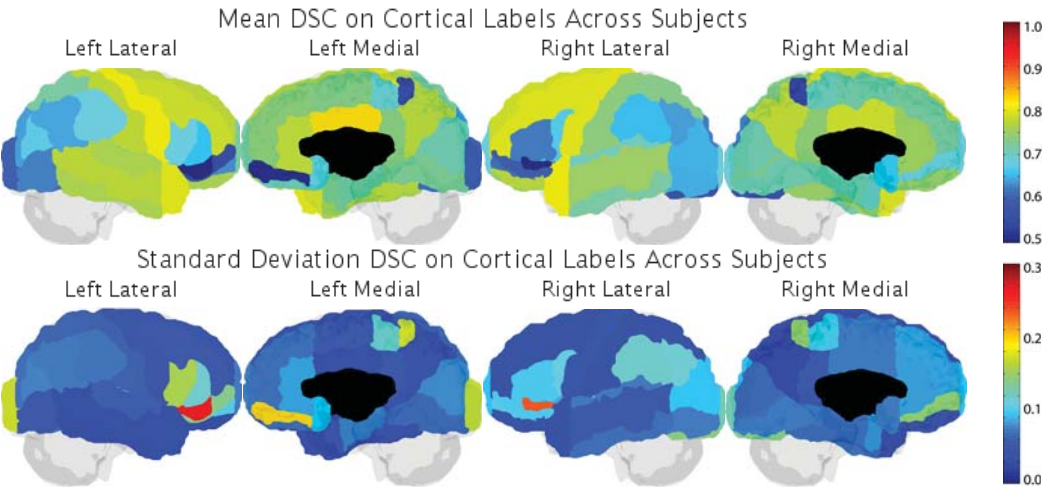 Mean DSC on Cortical Labels Across Subjects
Left Lateral Left Medial Right Lateral Right Medial
1.0
0.9
0.8
0.7
0.6
0.5
Standard Deviation DSC on Cortical Labels Across Subjects
Left Lateral Left Medial Right Lateral Right Medial
0.3
0.2
0.1
0.0